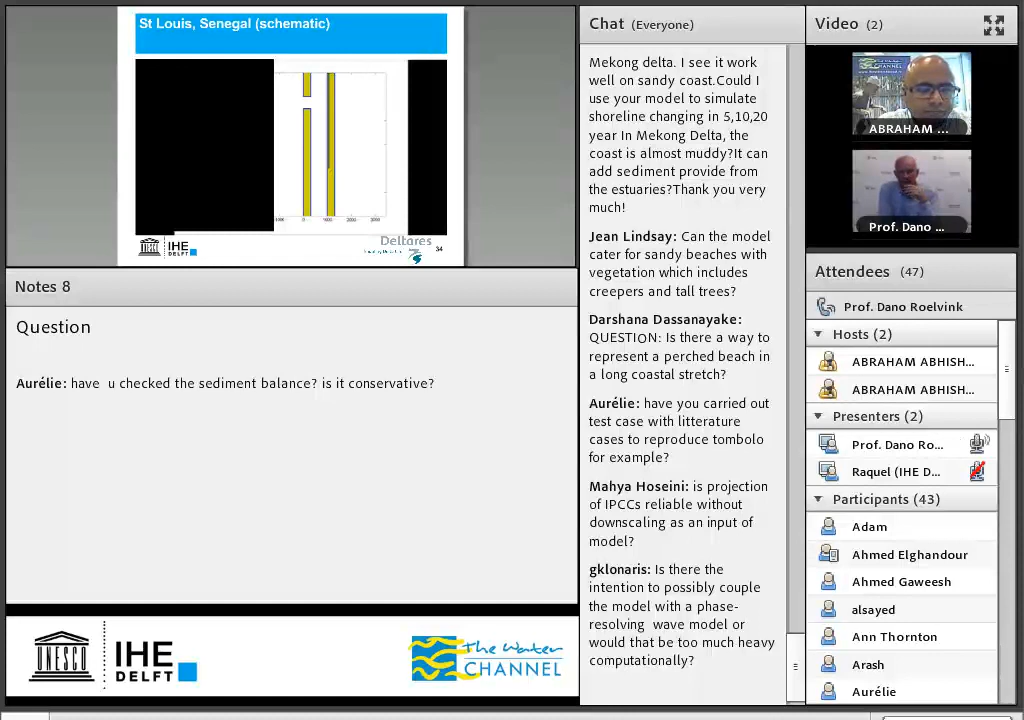 St Louis, Senegal (schematic)
0
1000
2000
3000
UNESCO
IHE
DELFT
Deltares
34
Notes 8
Question
Aurélie: have u checked the sediment balance? is it conservative?
UNESCO
IHE
DELFT
The Water
CHANNEL
Chat (Everyone)
Mekong delta. I see it work
well on sandy coast.Could I
use your model to simulate
shoreline changing in 5,10,20
year In Mekong Delta, the
coast is almost muddy?It can
add sediment provide from
the estuaries?Thank you very
much!
Jean Lindsay: Can the model
cater for sandy beaches with
vegetation which includes
creepers and tall trees?
Darshana Dassanayake:
QUESTION: Is there a way to
represent a perched beach in
a long coastal stretch?
Aurélie: have you carried out
test case with litterature
cases to reproduce tombolo
for example?
Mahya Hoseini: is projection
of IPCCs reliable without
downscaling as an input of
model?
gklonaris: Is there the
intention to possibly couple
the model with a phase-
resolving wave model or
would that be too much heavy
computationally?
Video (2)
CHANNEL
ABRAHAM ...
Prof. Dano ...
Attendees (47)
Prof. Dano Roelvink
Hosts (2)
ABRAHAM ABHISH...
ABRAHAM ABHISH...
Presenters (2)
Prof. Dano Ro...
Raquel (IHE D...
Participants (43)
Adam
Ahmed Elghandour
Ahmed Gaweesh
alsayed
Ann Thornton
Arash
Aurélie